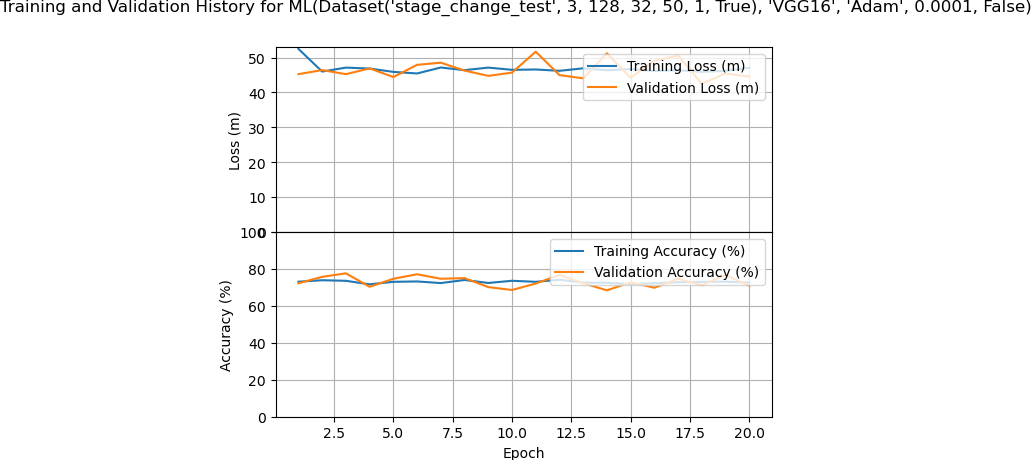 Training and Validation History for ML(Dataset('stage_change_test', 3, 128, 32, 50, 1, True), 'VGG16', 'Adam', 0.0001, False)
50
40
30
20
10
0
Loss (m)
Training Loss (m)
Validation Loss (m)
100
80
60
40
20
0
Accuracy (%)
Training Accuracy (%)
Validation Accuracy (%)
2.5 5.0 7.5 10.0 12.5 15.0 17.5 20.0
Epoch